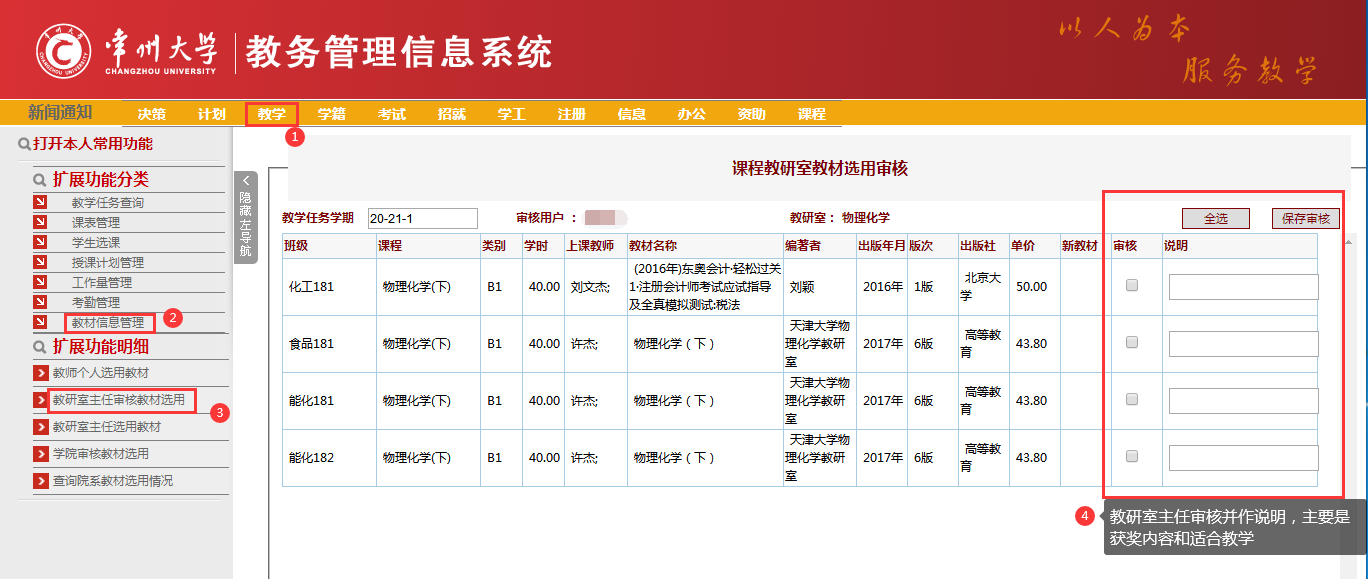 常州大学
CHANGZHOU UNIVERSITY
教务管理信息系统
以人为本
服务教学
新闻通知 决策 计划 教学 学籍 考试 招就 学工 注册 信息 办公 资助 课程
1
打开本人常用功能
扩展功能分类
教学任务查询
课表管理
学生选课
授课计划管理
工作量管理
考勤管理
教材信息管理
2
扩展功能明细
教师个人选用教材
教研室主任审核教材选用
3
教研室主任选用教材
学院审核教材选用
查询院系教材选用情况
<
隐藏左导航
课程教研室教材选用审核
教学任务学期 20-21-1 审核用户 ： 教研室： 物理化学 全选 保存审核
班级 课程 类别 学时 上课教师 教材名称 编著者 出版年月 版次 出版社 单价 新教材 审核 说明
化工181 物理化学(下) B1 40.00 刘文杰; (2016年)东奥会计·轻松过关1·注册会计师考试应试指导及全真模拟测试:税法 刘颖 2016年 1版 北京大学 50.00
食品181 物理化学(下) B1 40.00 许杰; 物理化学（下） 天津大学物理化学教研室 2017年 6版 高等教育 43.80
能化181 物理化学(下) B1 40.00 许杰; 物理化学（下） 天津大学物理化学教研室 2017年 6版 高等教育 43.80
能化182 物理化学(下) B1 40.00 许杰; 物理化学（下） 天津大学物理化学教研室 2017年 6版 高等教育 43.80
4
教研室主任审核并作说明，主要是
获奖内容和适合教学